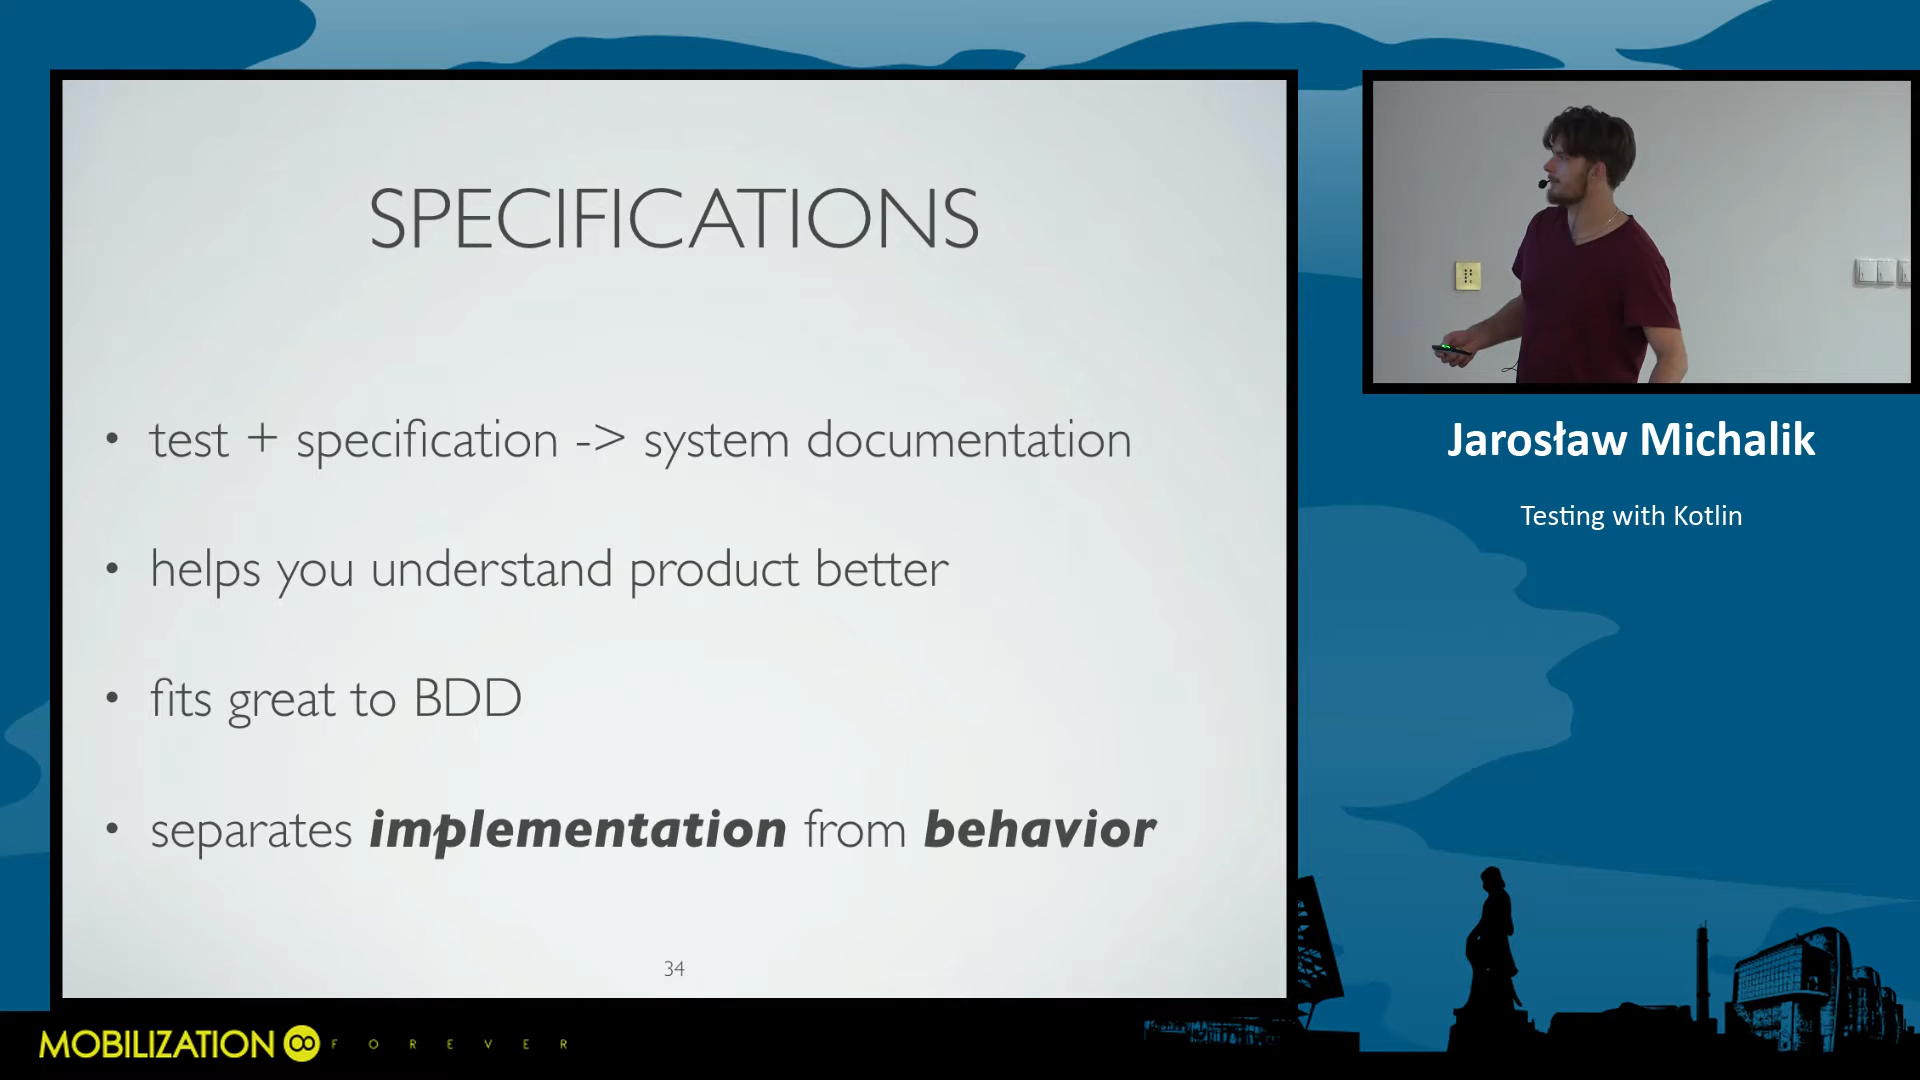 SPECIFICATIONS
• test + specification -> system documentation
• helps you understand product better
• fits great to BDD
• separates implementation from behavior
34
Jarosław Michalik
Testing with Kotlin
MOBILIZATION FOREVER